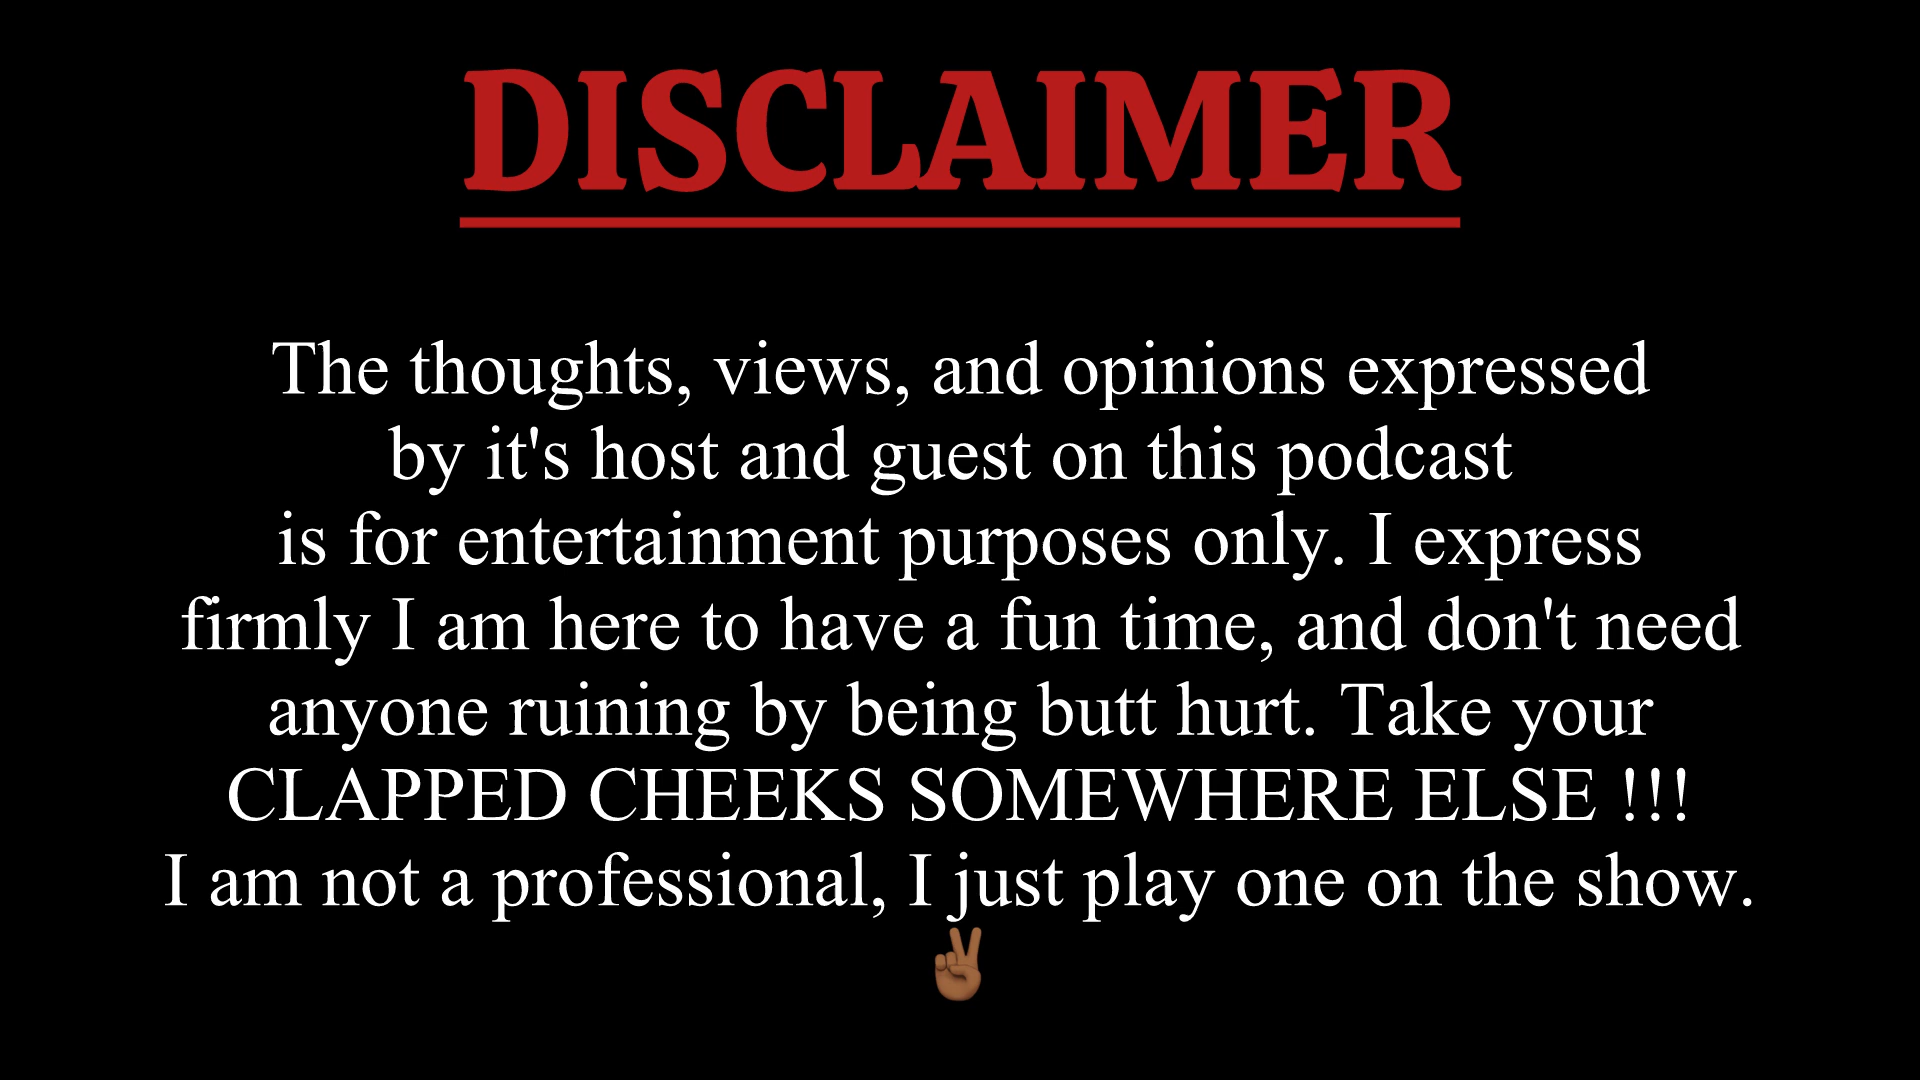 DISCLAIMER
The thoughts, views, and opinions expressed
by it's host and guest on this podcast
is for entertainment purposes only. I express
firmly I am here to have a fun time, and don't need
anyone ruining by being butt hurt. Take your
CLAPPED CHEEKS SOMEWHERE ELSE !!!
I am not a professional, I just play one on the show.
✌🏾